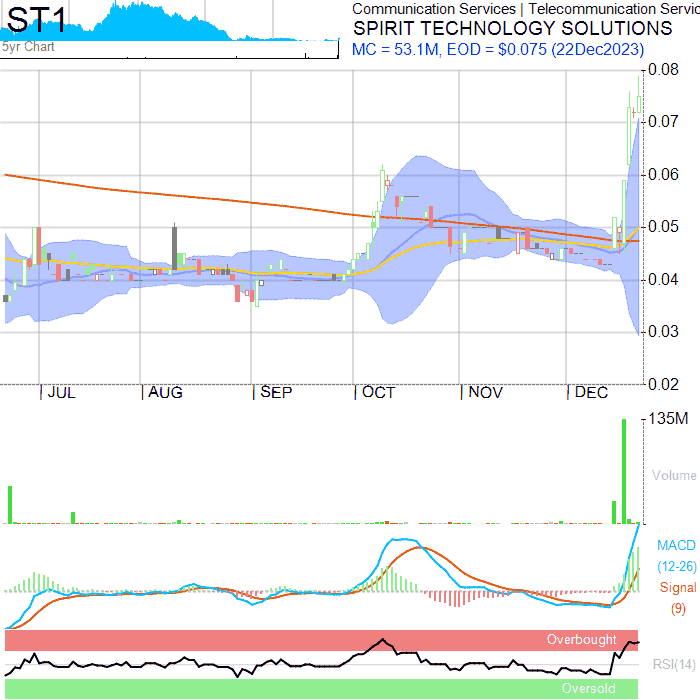 ST1
5yr Chart
Communication Services | Telecommunication Servic
SPIRIT TECHNOLOGY SOLUTIONS
MC = 53.1M, EOD = $0.075 (22Dec2023)
0.08
0.07
0.06
0.05
0.04
0.03
0.02
JUL
AUG
SEP
OCT
NOV
DEC
135M
Volume
MACD
(12-26)
Signal
(9)
Overbought
RSI(14)
Oversold